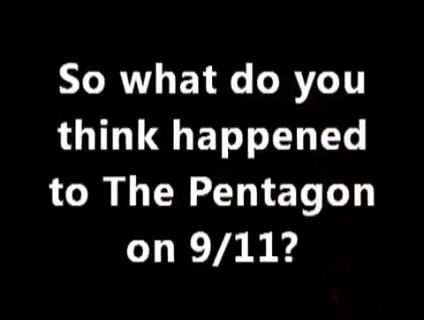 So what do you
think happened
to The Pentagon
on 9/11?